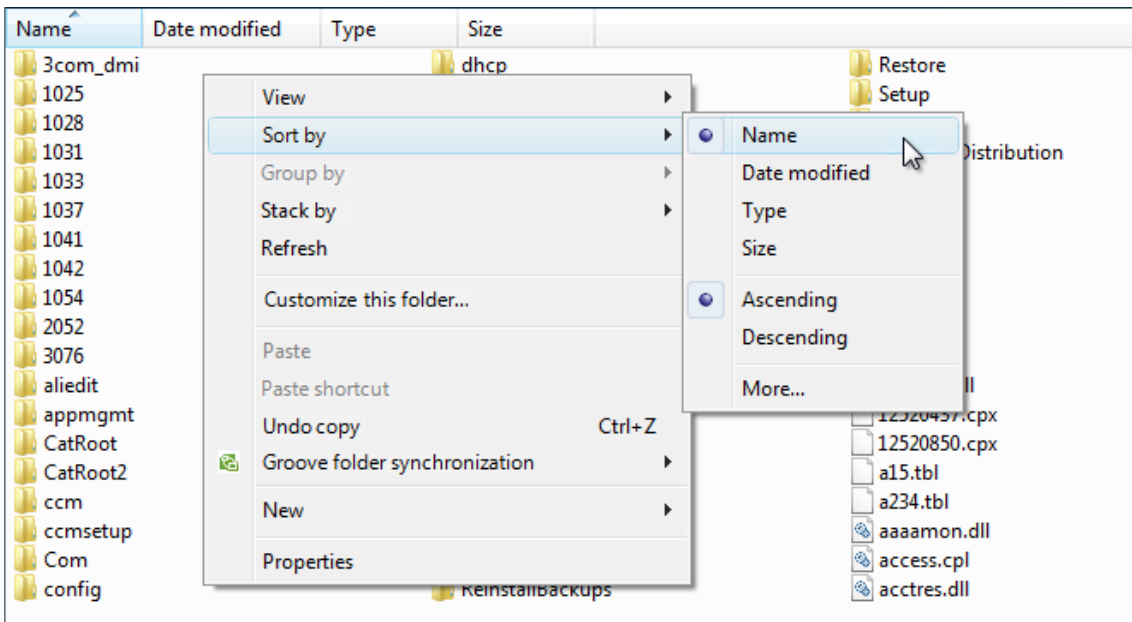 Name Date modified Type Size
3com_dmi
1025
1028
1031
1033
1037
1041
1042
1054
2052
3076
aliedit
appmgmt
CatRoot
CatRoot2
ccm
ccmsetup
Com
config
View
Sort by
Group by
Stack by
Refresh
Customize this folder...
Paste
Paste shortcut
Undo copy Ctrl+Z
Groove folder synchronization
New
Properties
dhcp
ReinstallBackups
Name
Date modified
Type
Size
Ascending
Descending
More...
Restore
Setup
Distribution
12520437.cpx
12520850.cpx
a15.tbl
a234.tbl
aaaamon.dll
access.cpl
acctres.dll